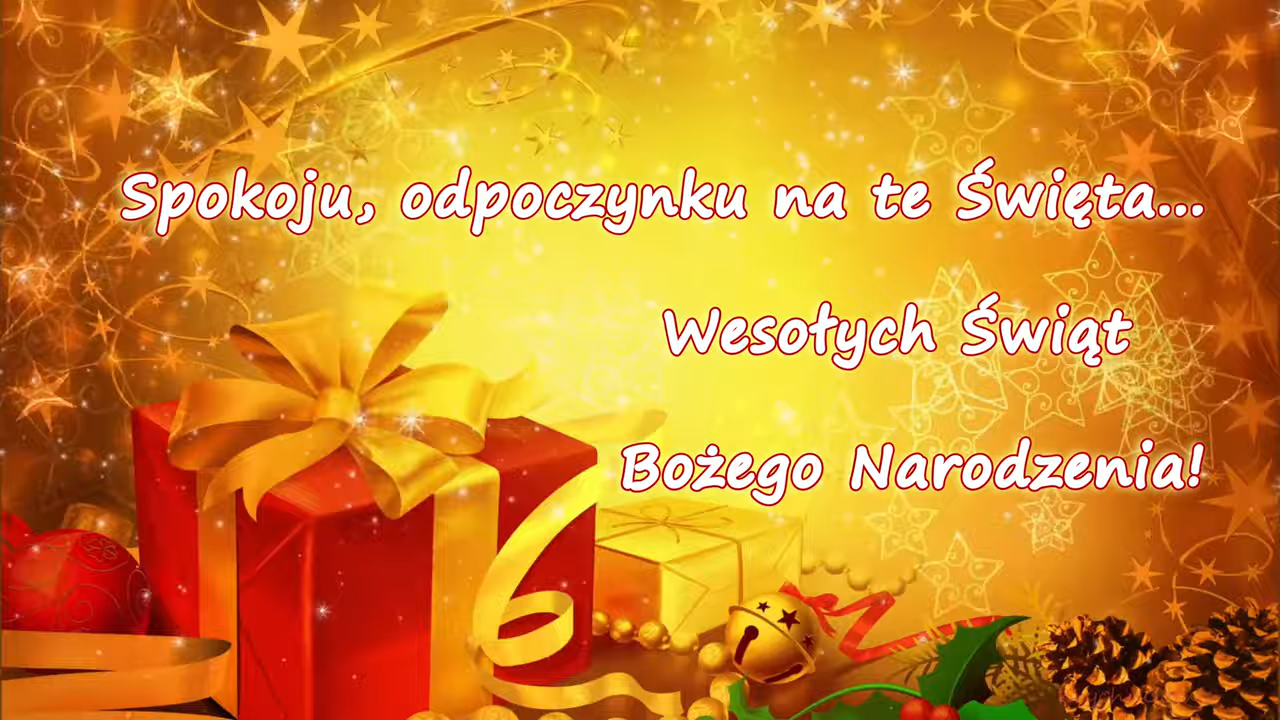 Spokoju, odpoczynku na te Święta...
Wesołych Świąt
Bożego Narodzenia!